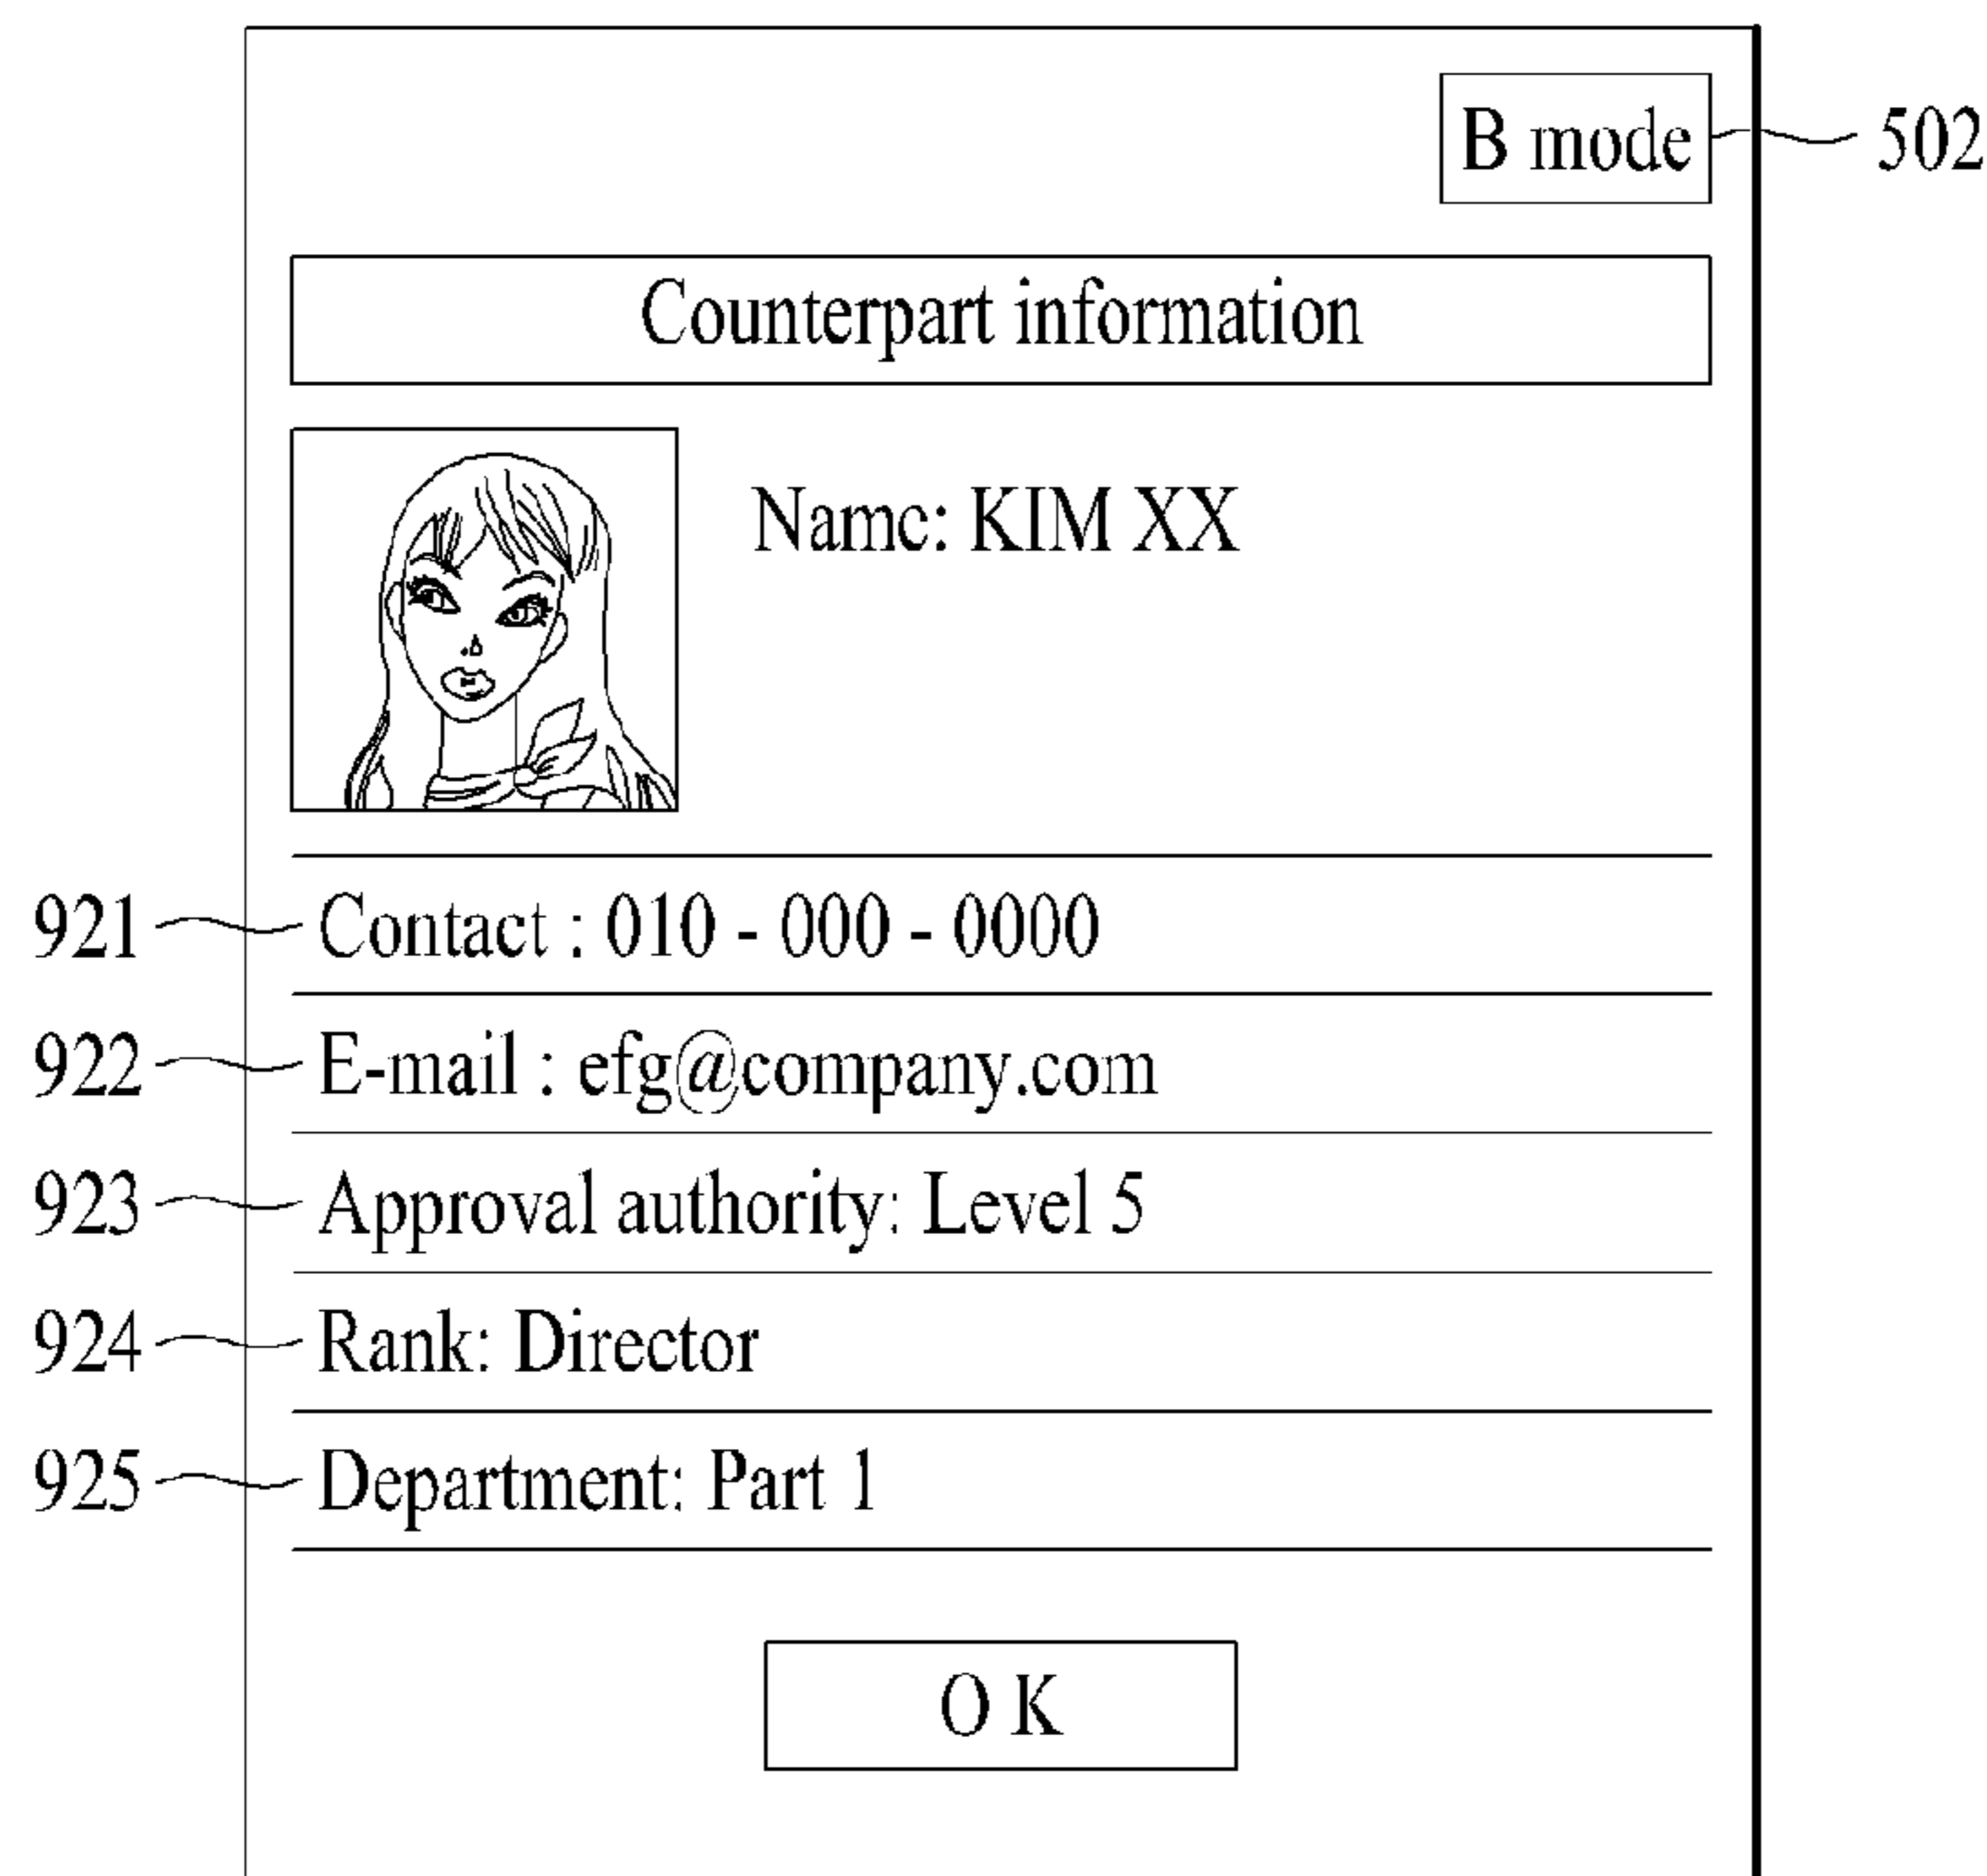 B mode 502
Counterpart information
Name: KIM XX
921 Contact : 010 - 000 - 0000
922 E-mail : efg@company.com
923 Approval authority: Level 5
924 Rank: Director
925 Department: Part 1
O K